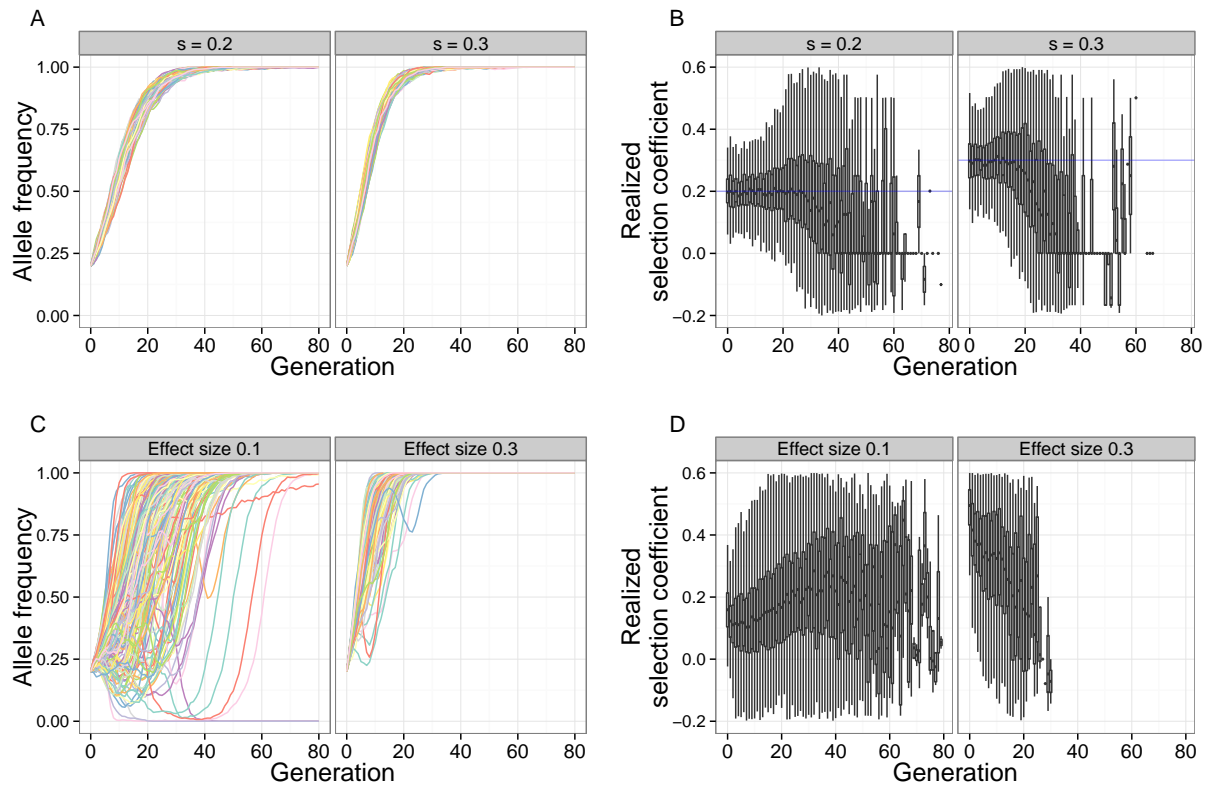 A
s = 0.2
s = 0.3
1.00
0.75
0.50
0.25
0.00
Allele frequency
0 20 40 60 80 0 20 40 60 80
Generation
B
s = 0.2
s = 0.3
0.6
0.4
0.2
0.0
−0.2
Realized
selection coefficient
0 20 40 60 80 0 20 40 60 80
Generation
C
Effect size 0.1
Effect size 0.3
1.00
0.75
0.50
0.25
0.00
Allele frequency
0 20 40 60 80 0 20 40 60 80
Generation
D
Effect size 0.1
Effect size 0.3
0.6
0.4
0.2
0.0
−0.2
Realized
selection coefficient
0 20 40 60 80 0 20 40 60 80
Generation